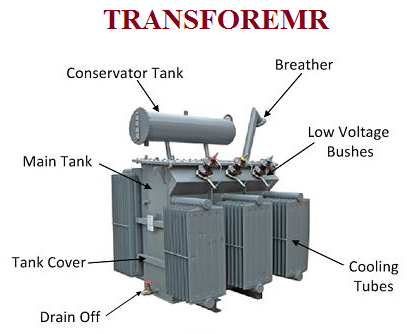 TRANSFOREMR
Conservator Tank
Breather
Low Voltage
Bushes
Main Tank
Tank Cover
Cooling
Tubes
Drain Off